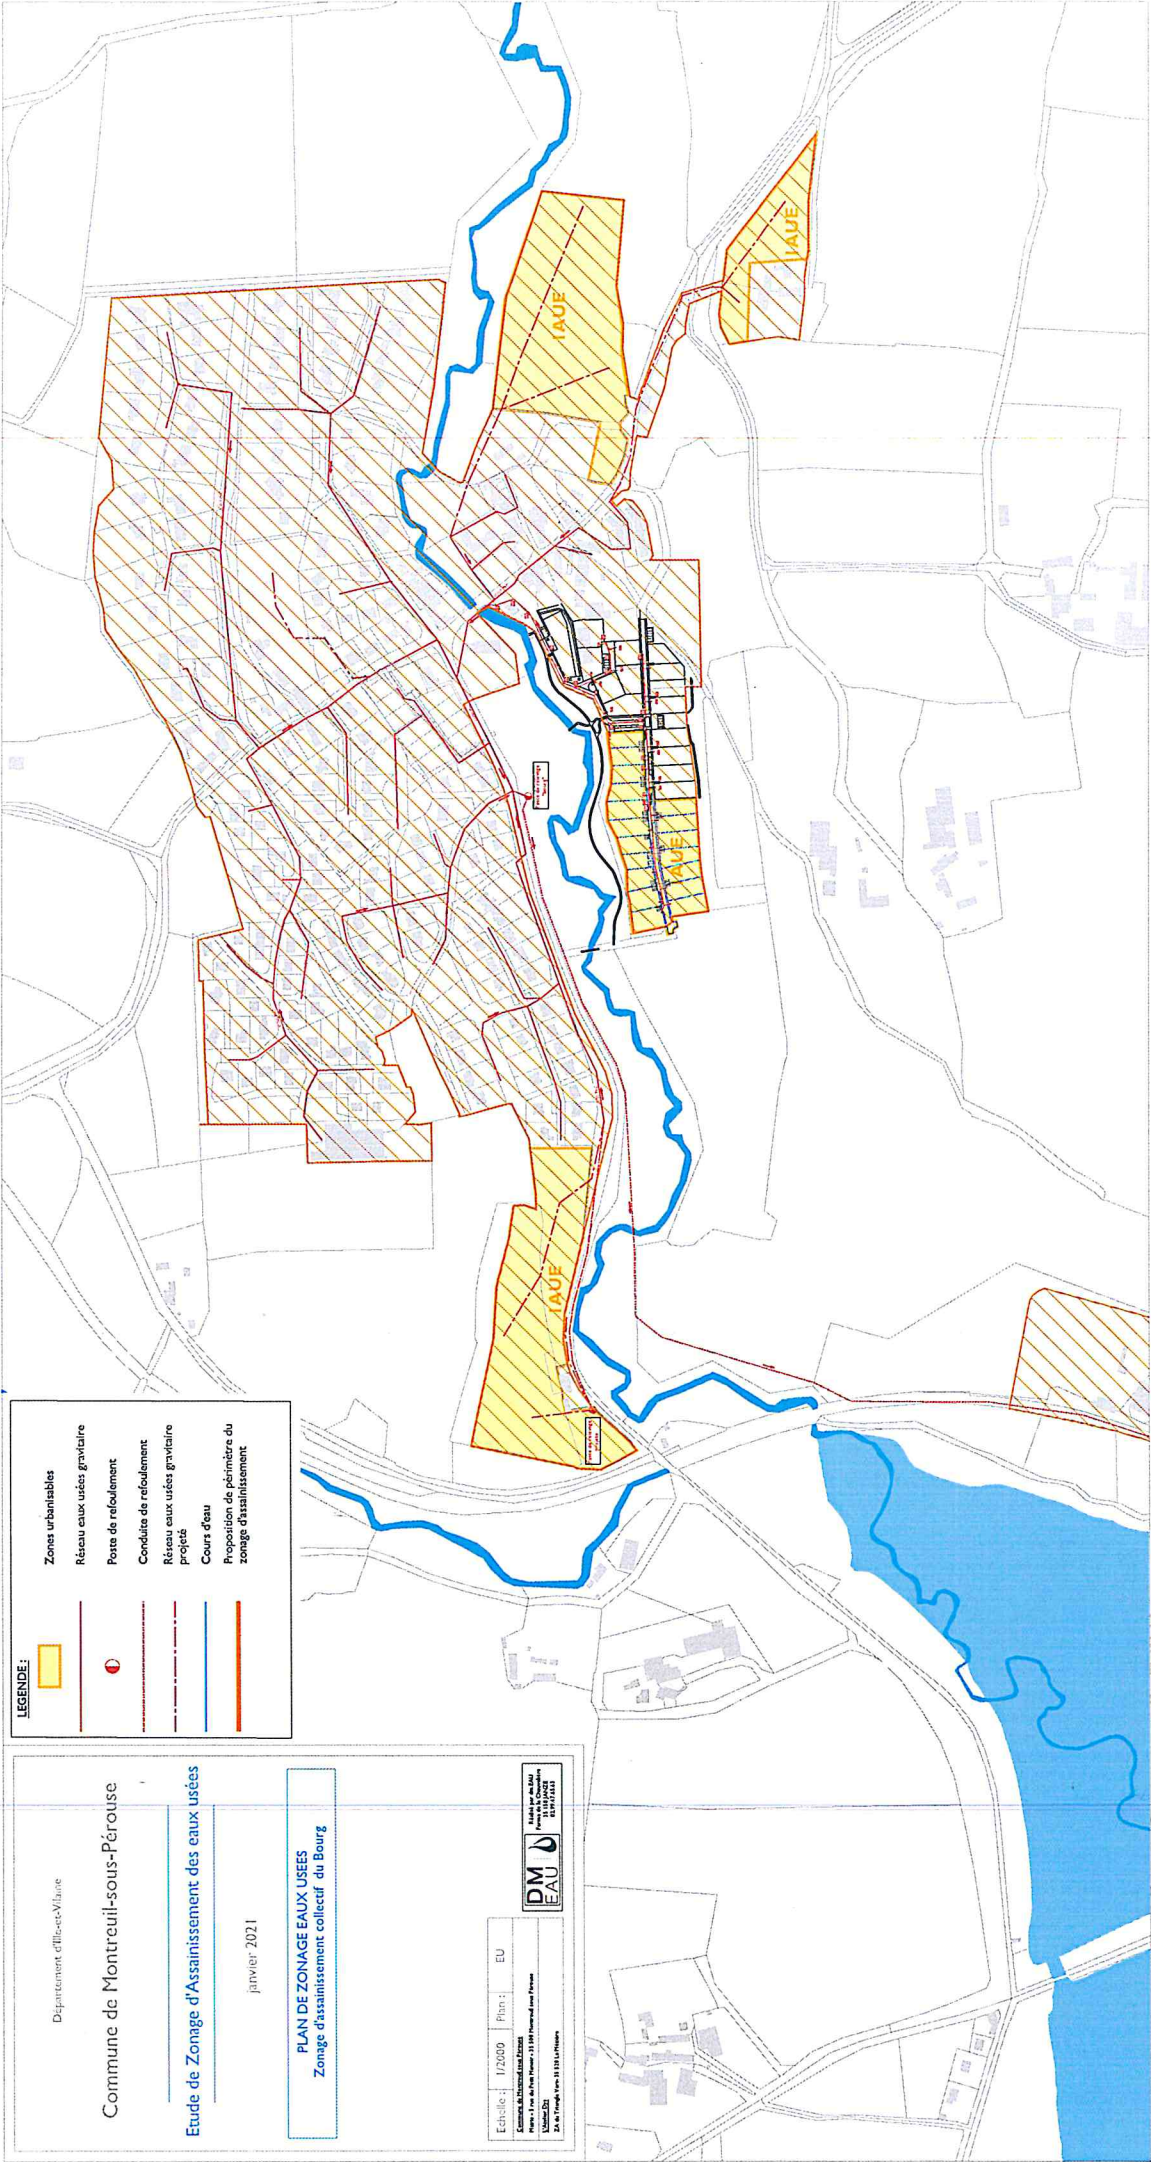 Département d'Ille-et-Vilaine
Commune de Montreuil-sous-Pérouse
Etude de Zonage d'Assainissement des eaux usées
janvier 2021
PLAN DE ZONAGE EAUX USEES
Zonage d'assainissement collectif du Bourg
Echelle : 1/2000 Plan : EU
DM
EAU
LEGENDE :
Zones urbanisables
Réseau eaux usées gravitaire
Poste de refoulement
Conduite de refoulement
Réseau eaux usées gravitaire
projeté
Cours d'eau
Proposition de périmètre du
zonage d'assainissement
1AUE
1AUE
1AUE
1AUE